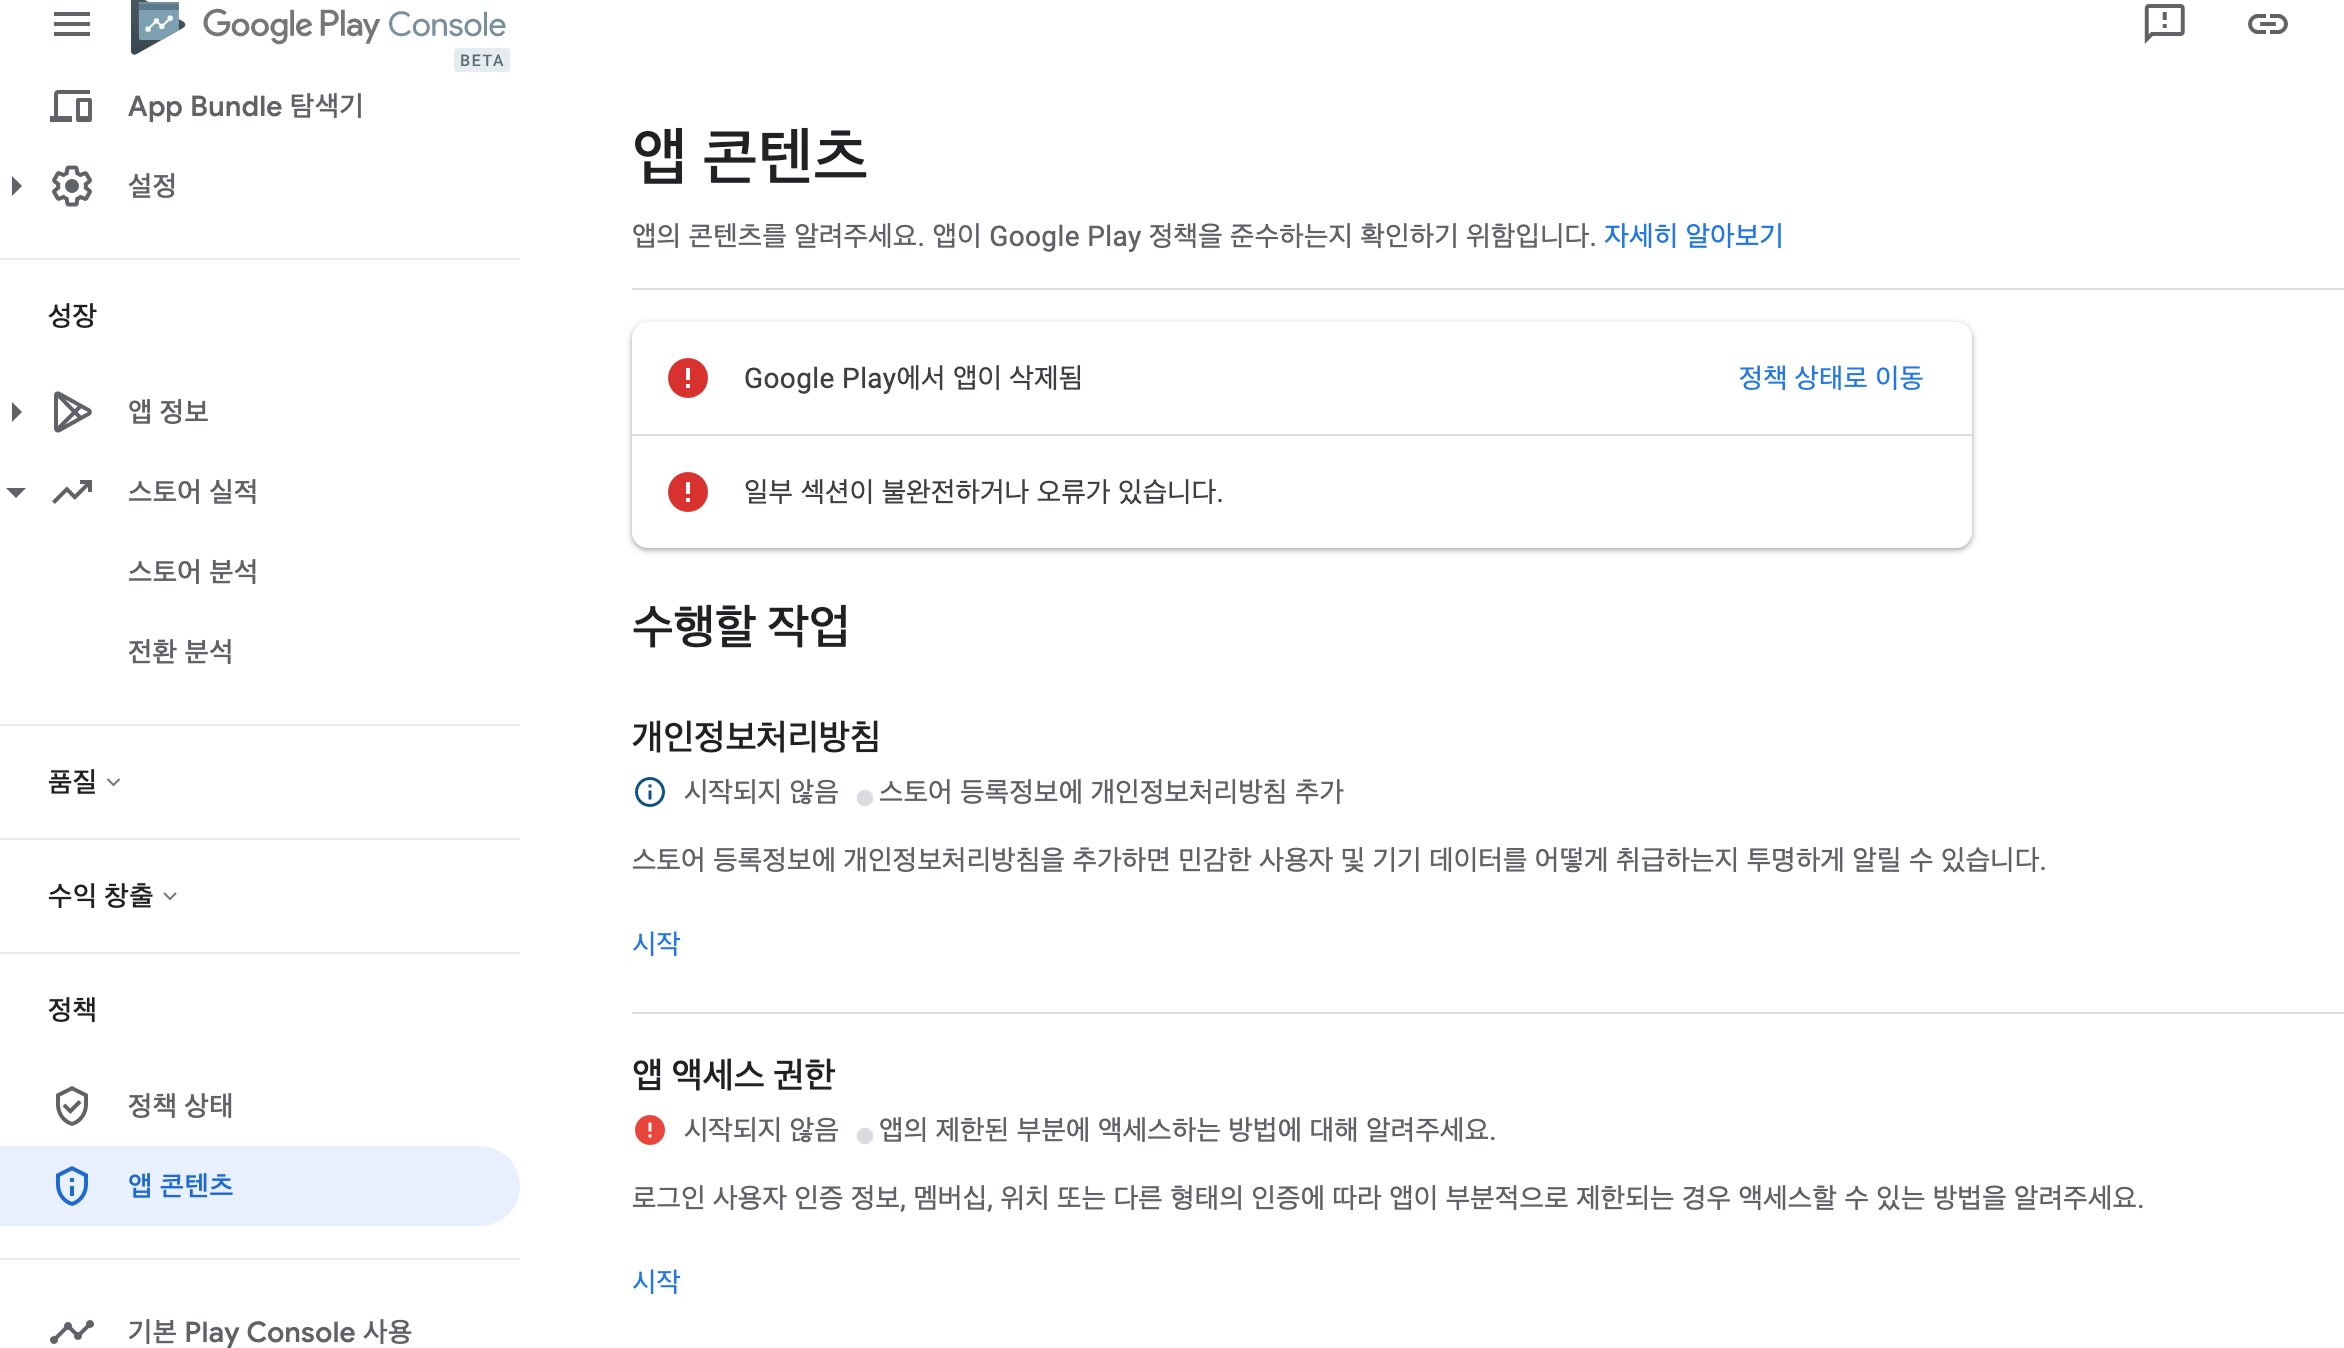 Google Play Console
BETA
App Bundle 탐색기
설정
성장
앱 정보
스토어 실적
스토어 분석
전환 분석
품질
수익 창출
정책
정책 상태
앱 콘텐츠
기본 Play Console 사용
앱 콘텐츠
앱의 콘텐츠를 알려주세요. 앱이 Google Play 정책을 준수하는지 확인하기 위함입니다. 자세히 알아보기
Google Play에서 앱이 삭제됨 정책 상태로 이동
일부 섹션이 불완전하거나 오류가 있습니다.
수행할 작업
개인정보처리방침
시작되지 않음 스토어 등록정보에 개인정보처리방침 추가
스토어 등록정보에 개인정보처리방침을 추가하면 민감한 사용자 및 기기 데이터를 어떻게 취급하는지 투명하게 알릴 수 있습니다.
시작
앱 액세스 권한
시작되지 않음 앱의 제한된 부분에 액세스하는 방법에 대해 알려주세요.
로그인 사용자 인증 정보, 멤버십, 위치 또는 다른 형태의 인증에 따라 앱이 부분적으로 제한되는 경우 액세스할 수 있는 방법을 알려주세요.
시작